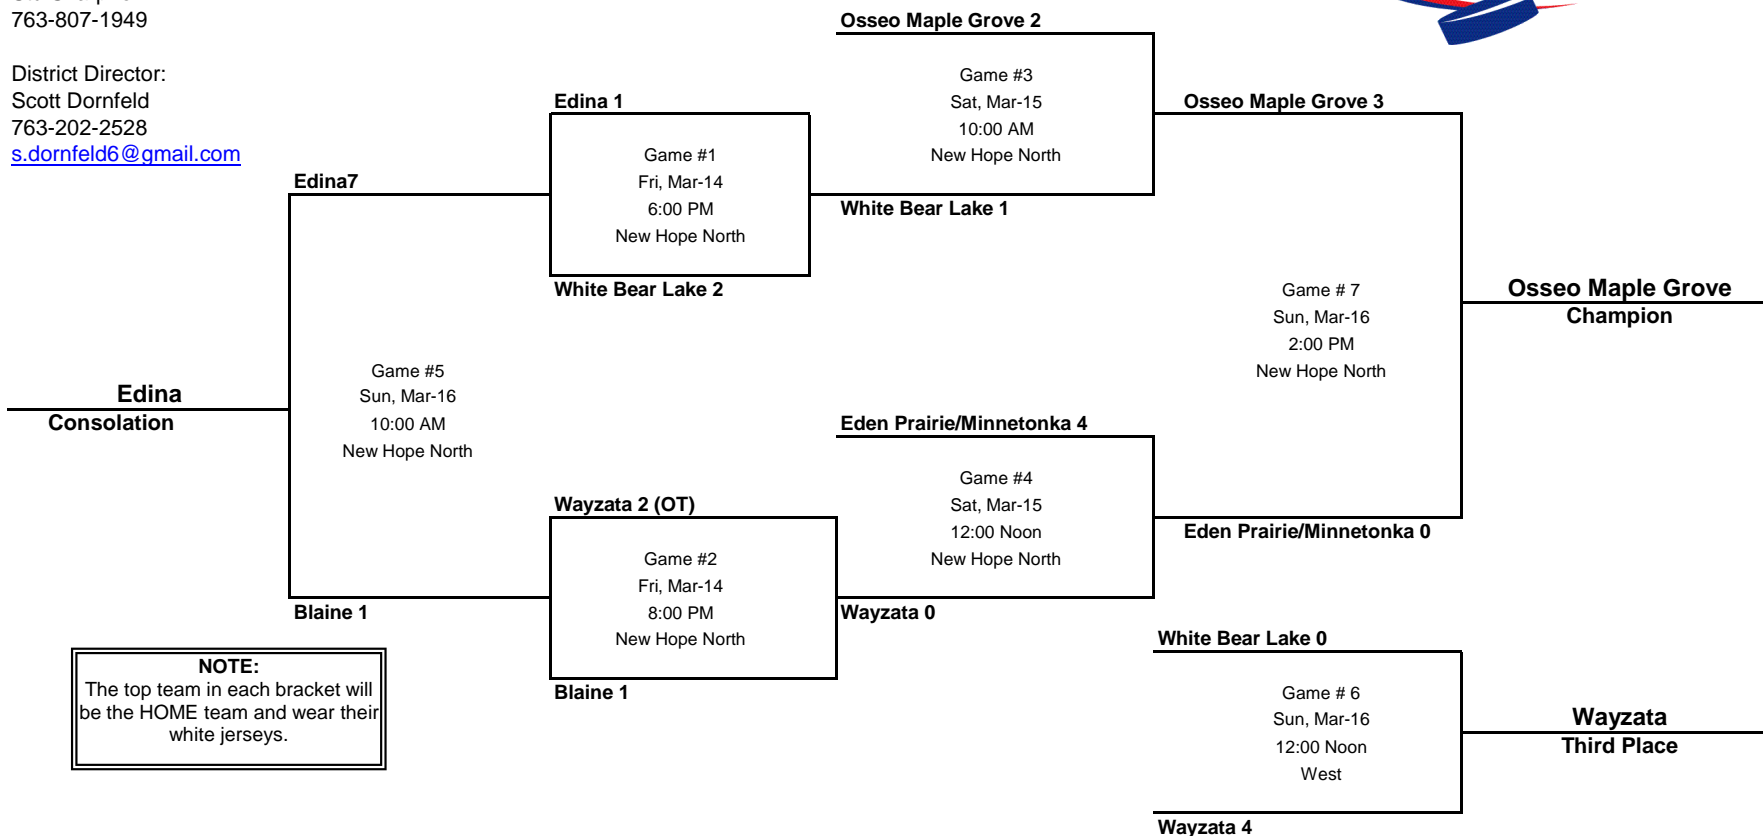 763-807-1949
District Director:
Scott Dornfeld
763-202-2528
s.dornfeld6@gmail.com
Osseo Maple Grove 2
Game #3
Sat, Mar-15
10:00 AM
New Hope North
White Bear Lake 1
Edina 1
Game #1
Fri, Mar-14
6:00 PM
New Hope North
White Bear Lake 2
Osseo Maple Grove 3
Game # 7
Sun, Mar-16
2:00 PM
New Hope North
Eden Prairie/Minnetonka 0
Osseo Maple Grove
Champion
Edina7
Game #5
Sun, Mar-16
10:00 AM
New Hope North
Blaine 1
Edina
Consolation
Eden Prairie/Minnetonka 4
Game #4
Sat, Mar-15
12:00 Noon
New Hope North
Wayzata 0
Wayzata 2 (OT)
Game #2
Fri, Mar-14
8:00 PM
New Hope North
Blaine 1
White Bear Lake 0
Game # 6
Sun, Mar-16
12:00 Noon
West
Wayzata 4
Wayzata
Third Place
NOTE:
The top team in each bracket will
be the HOME team and wear their
white jerseys.